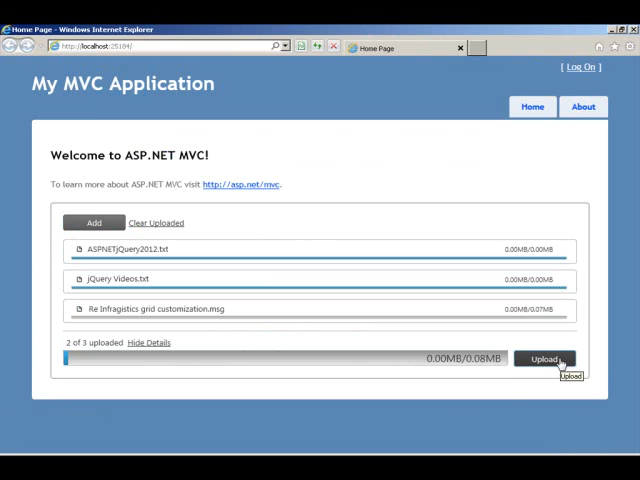 Home Page - Windows Internet Explorer
http://localhost:25184/
Home Page
[ Log On ]
My MVC Application
Home
About
Welcome to ASP.NET MVC!
To learn more about ASP.NET MVC visit http://asp.net/mvc.
Add Clear Uploaded
ASPNETjQuery2012.txt 0.00MB/0.00MB
jQuery Videos.txt 0.00MB/0.00MB
Re Infragistics grid customization.msg 0.00MB/0.07MB
2 of 3 uploaded Hide Details
0.00MB/0.08MB Upload
Upload